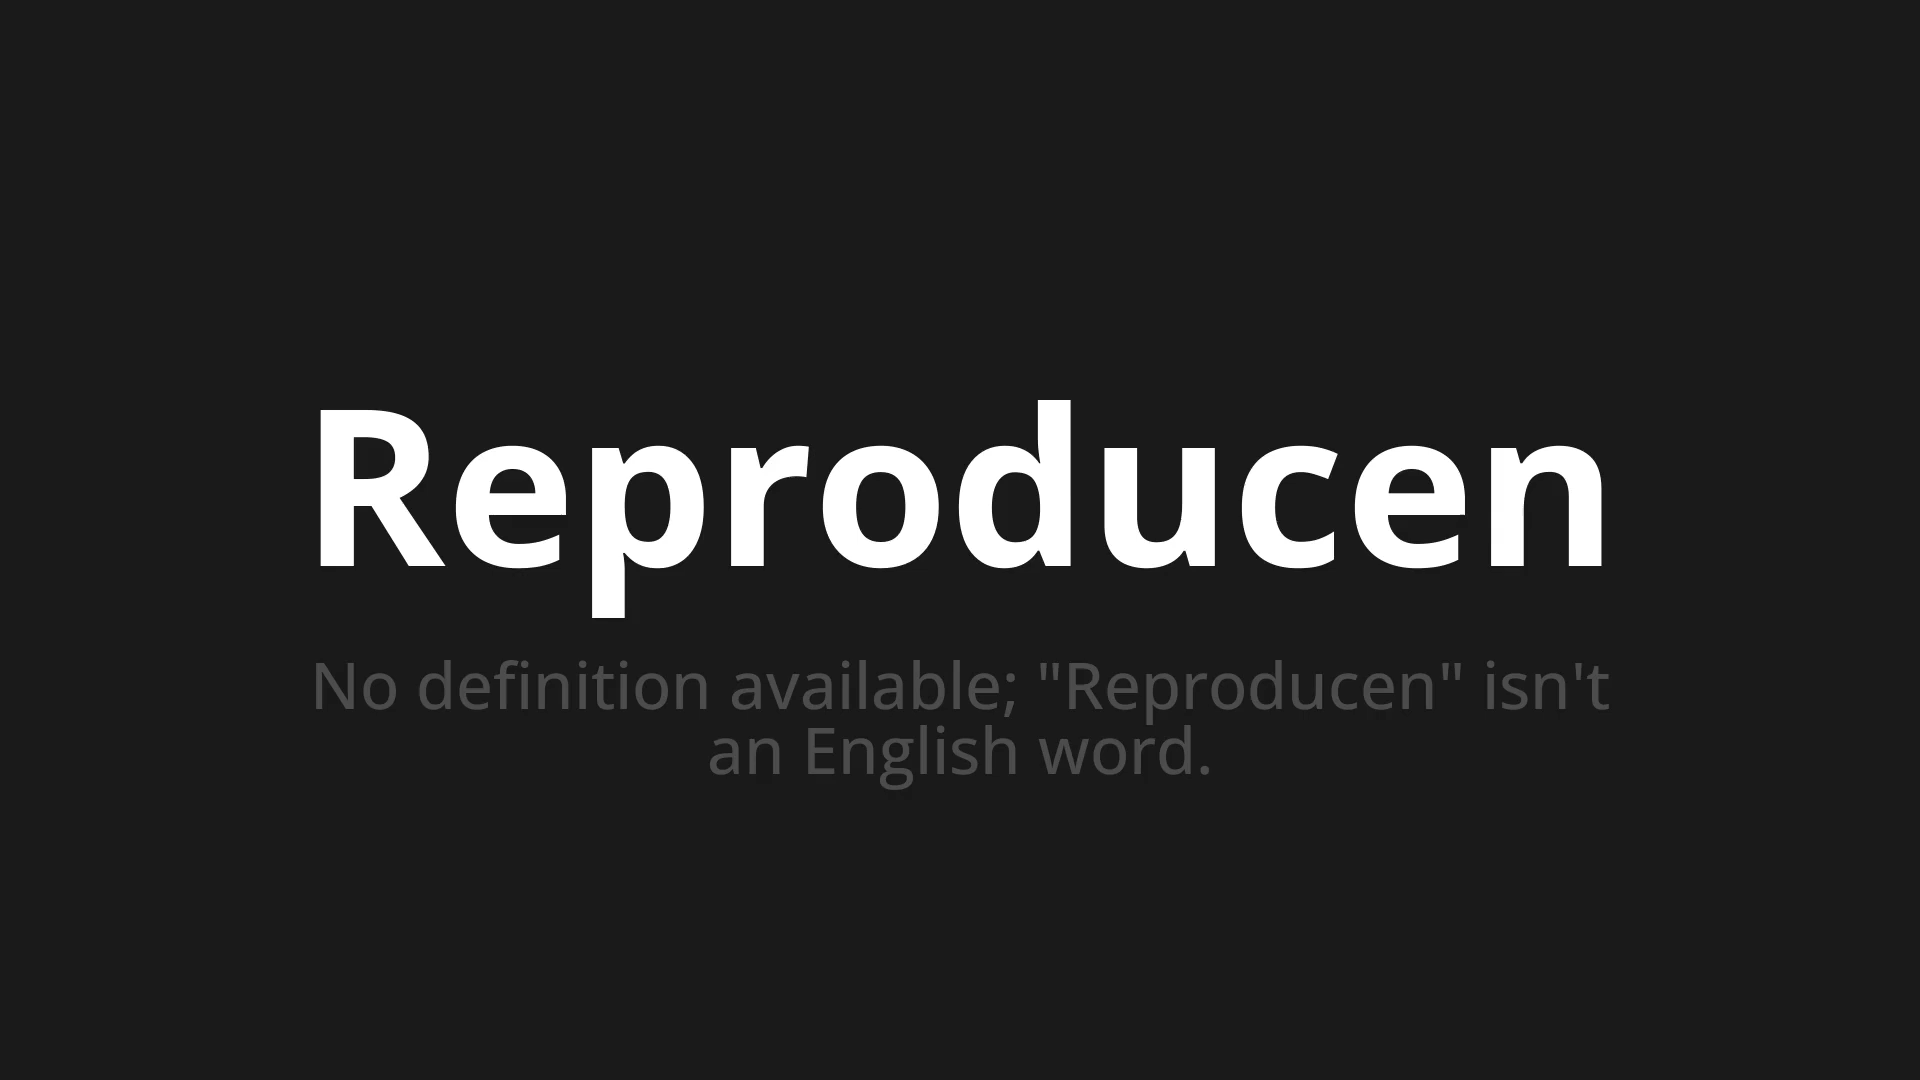 Reproducen
No definition available; "Reproducen" isn't
an English word.